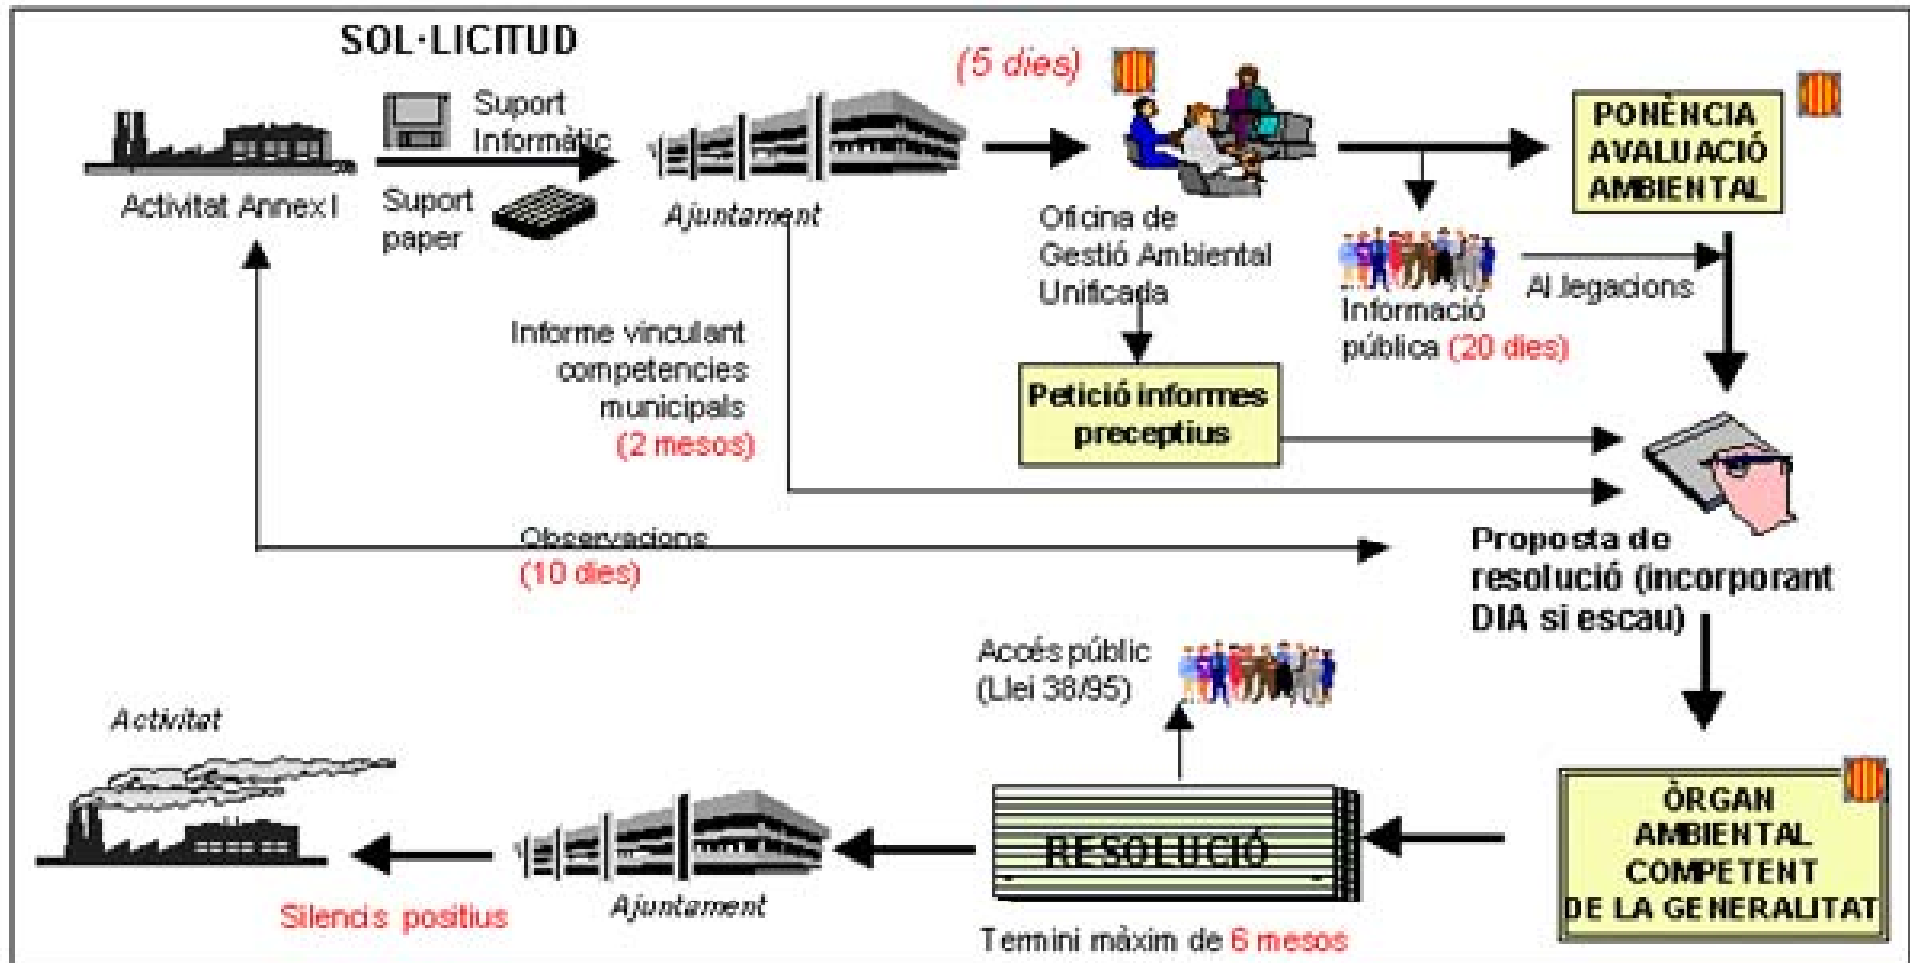 SOL·LICITUD
Suport
Informàtic
Activitat Annex I
Suport
paper
Ajuntament
(5 dies)
Oficina de
Gestió Ambiental
Unificada
PONÈNCIA
AVALUACIÓ
AMBIENTAL
Al.legacions
Informació
pública (20 dies)
Informe vinculant
competencies
municipals
(2 mesos)
Petició informes
preceptius
Observacions
(10 dies)
Proposta de
resolució (incorporant
DIA si escau)
Accés públic
(Llei 38/95)
Activitat
Silencis positius
Ajuntament
RESOLUCIÓ
Termini màxim de 6 mesos
ÒRGAN
AMBIENTAL
COMPETENT
DE LA GENERALITAT